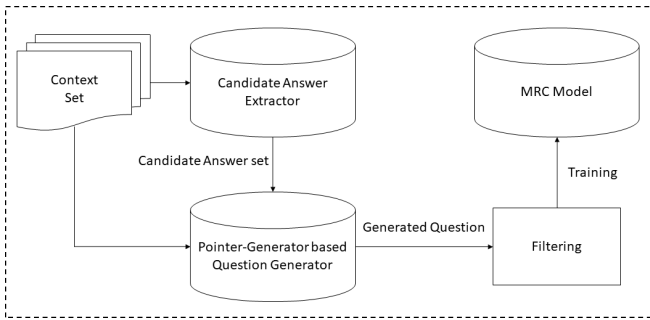 Context
Set
Candidate Answer
Extractor
MRC Model
Candidate Answer set
Training
Pointer-Generator based
Question Generator
Generated Question
Filtering